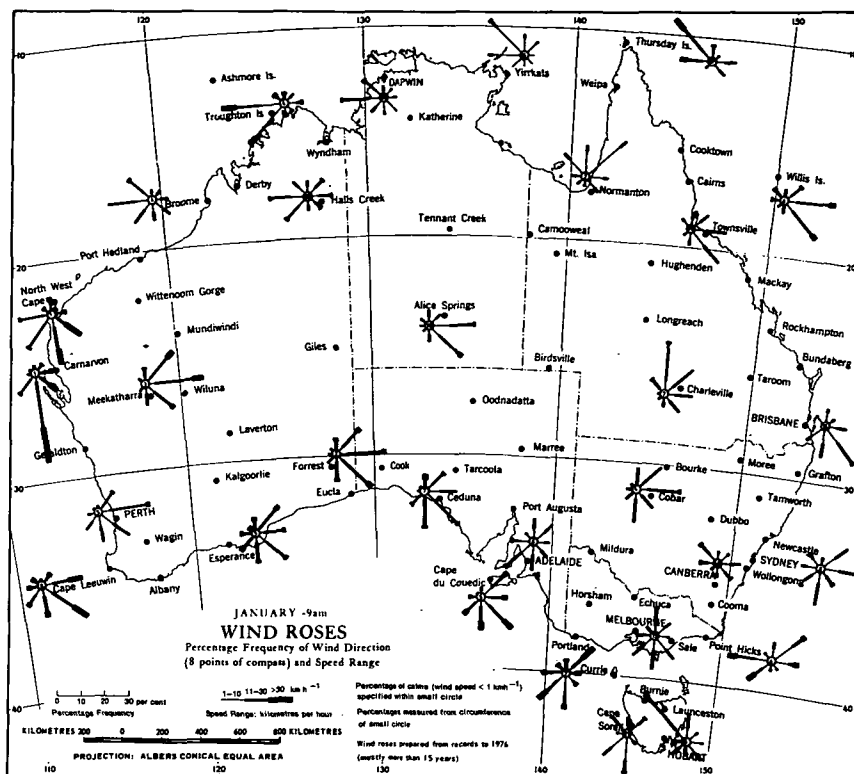 120
130
140
150
10
10
Thursday Is.
Ashmore Is.
Yirrkala
DARWIN
Weipa
Troughton Is
Katherine
Wyndham
Cooktown
Derby
Cairns
Willis Is.
Broome
Halls Creek
Normanton
Tennant Creek
Camooweal
Townsville
Port Hedland
Mt. Isa
20
20
Hughenden
North West
Cape
Wittenoom Gorge
Mackay
Alice Springs
Mundiwindi
Longreach
Rockhampton
Giles
Carnarvon
Birdsville
Bundaberg
Meekatharra
Wiluna
Charleville
Taroom
Oodnadatta
BRISBANE
Laverton
Geraldton
Marree
Forrest
Cook
Tarcoola
Bourke
Moree
Grafton
30
30
Kalgoorlie
Eucla
Ceduna
Port Augusta
Cobar
Tamworth
PERTH
Dubbo
Wagin
Mildura
Newcastle
Esperance
ADELAIDE
SYDNEY
Cape
du Couedic
CANBERRA
Wollongong
Cape Leeuwin
Albany
Horsham
Echuca
Cooma
JANUARY -9am
MELBOURNE
WIND ROSES
Portland
Sale
Point Hicks
Percentage Frequency of Wind Direction
(8 points of compass) and Speed Range
Currie
0 10 20 30 per cent
Percentage Frequency
1-10 11-30 >30 km h⁻¹
Speed Range: kilometres per hour
Percentage of calms (wind speed < 1 kmh⁻¹)
specified within small circle
Percentages measured from circumference
of small circle
Wind roses prepared from records to 1976
(mostly more than 15 years)
Burnie
Launceston
Cape
Sorell
HOBART
40
40
KILOMETRES 200 0 200 400 600 800 KILOMETRES
PROJECTION: ALBERS CONICAL EQUAL AREA
110
120
130
140
150